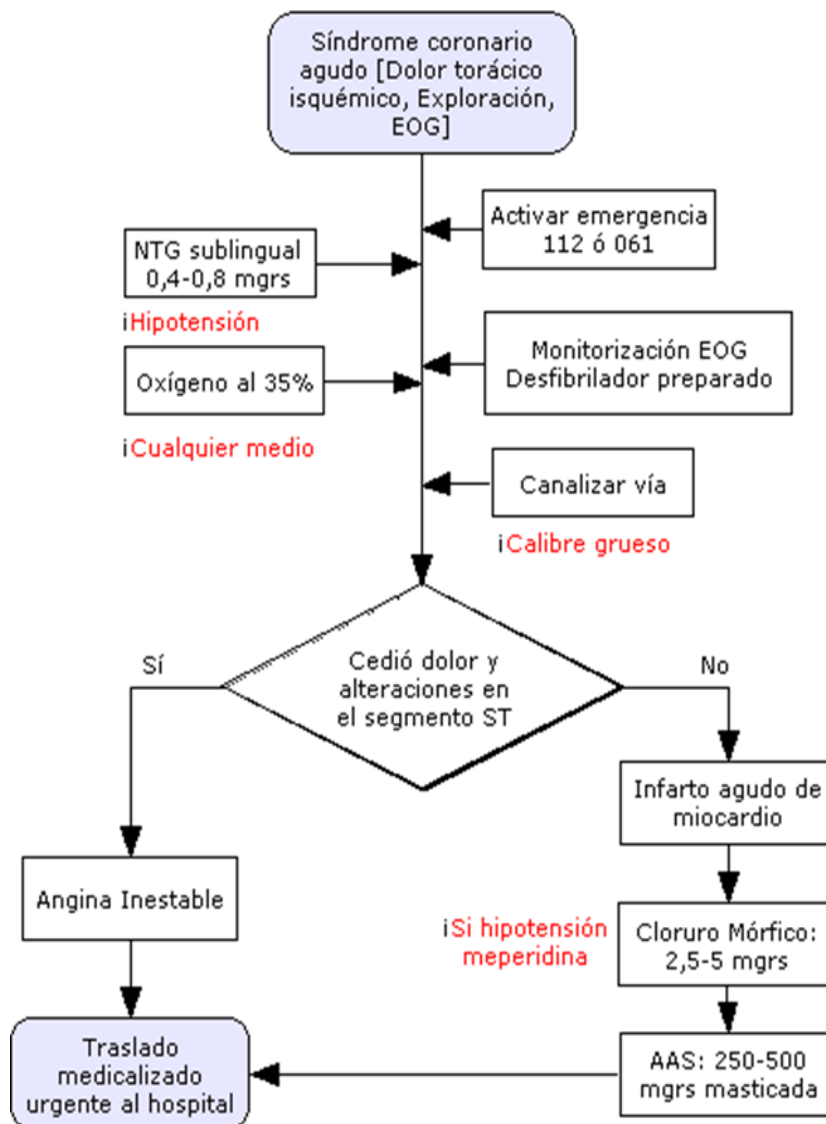 Síndrome coronario
agudo [Dolor torácico
isquémico, Exploración,
EOG]
Activar emergencia
112 ó 061
NTG sublingual
0,4-0,8 mgrs
¡Hipotensión
Monitorización EOG
Desfibrilador preparado
Oxígeno al 35%
¡Cualquier medio
Canalizar vía
¡Calibre grueso
Sí
Cedió dolor y
alteraciones en
el segmento ST
No
Infarto agudo de
miocardio
Angina Inestable
¡Si hipotensión
meperidina
Cloruro Mórfico:
2,5-5 mgrs
Traslado
medicalizado
urgente al hospital
AAS: 250-500
mgrs masticada